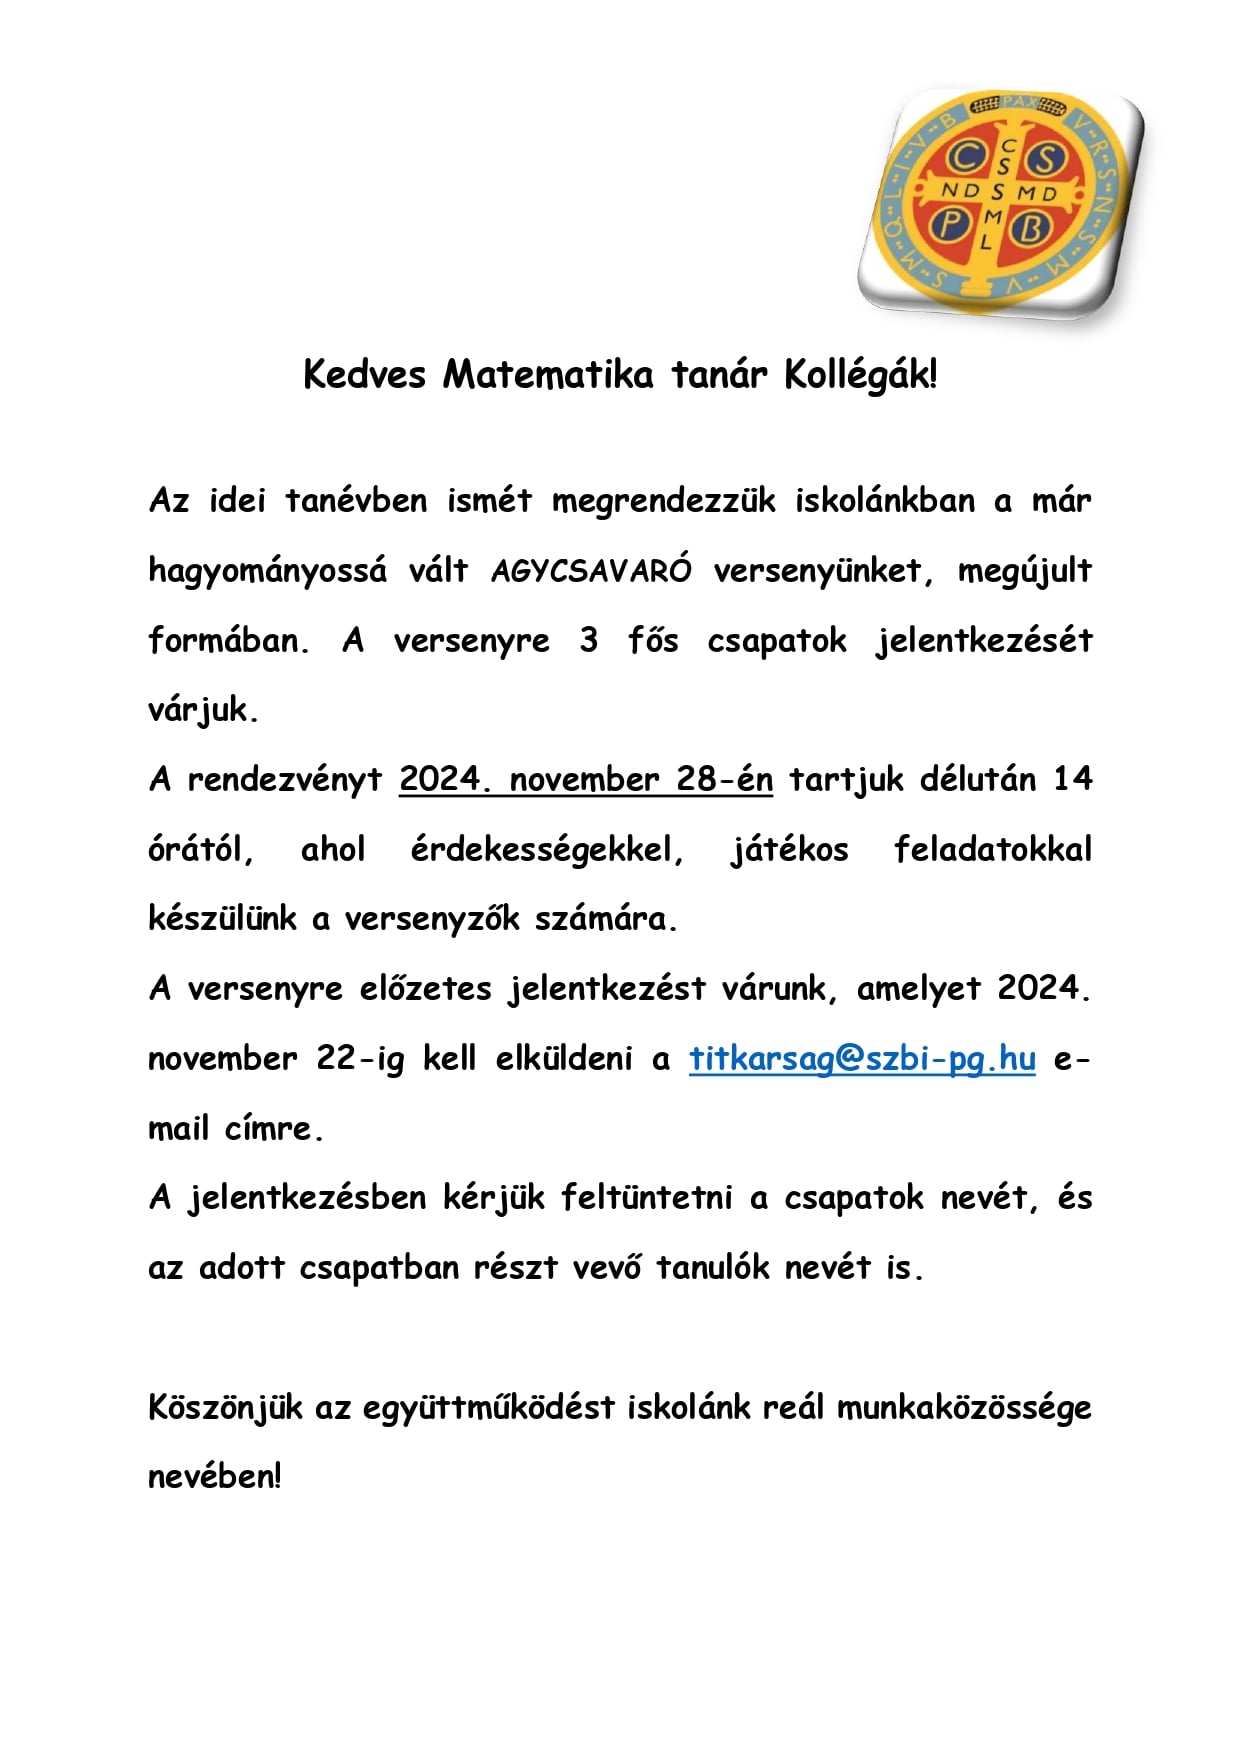 PAX
V··R··S··N··S··M··V
S··M··Q··L··I··V··B
C S
C
S
S
M
L
ND S MD
P B
Kedves Matematika tanár Kollégák!
Az idei tanévben ismét megrendezzük iskolánkban a már
hagyományossá vált AGYCSAVARÓ versenyünket, megújult
formában. A versenyre 3 fős csapatok jelentkezését
várjuk.
A rendezvényt 2024. november 28-én tartjuk délután 14
órától, ahol érdekességekkel, játékos feladatokkal
készülünk a versenyzők számára.
A versenyre előzetes jelentkezést várunk, amelyet 2024.
november 22-ig kell elküldeni a titkarsag@szbi-pg.hu e-
mail címre.
A jelentkezésben kérjük feltüntetni a csapatok nevét, és
az adott csapatban részt vevő tanulók nevét is.
Köszönjük az együttműködést iskolánk reál munkaközössége
nevében!